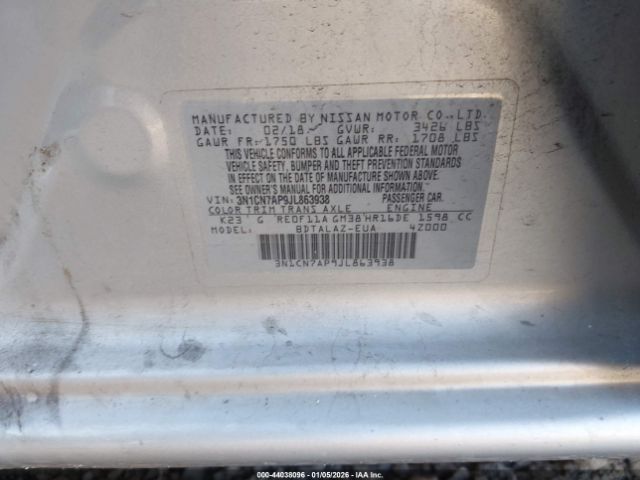 MANUFACTURED BY NISSAN MOTOR CO., LTD.
DATE: 02/18 GVWR: 3426 LBS
GAWR FR: 1750 LBS GAWR RR: 1708 LBS
THIS VEHICLE CONFORMS TO ALL APPLICABLE FEDERAL MOTOR
VEHICLE SAFETY, BUMPER AND THEFT PREVENTION STANDARDS
IN EFFECT ON THE DATE OF MANUFACTURE SHOWN ABOVE.
SEE OWNER'S MANUAL FOR ADDITIONAL INFORMATION.
VIN: 3N1CN7AP9JL863938 PASSENGER CAR.
COLOR TRIM TRANS AXLE ENGINE
K23 G RE0F11A GM38 HR16DE 1598 CC
MODEL: BDTALAZ-EUA 4Z000
3N1CN7AP9JL863938
000-44038096 - 01/05/2026 - IAA Inc.